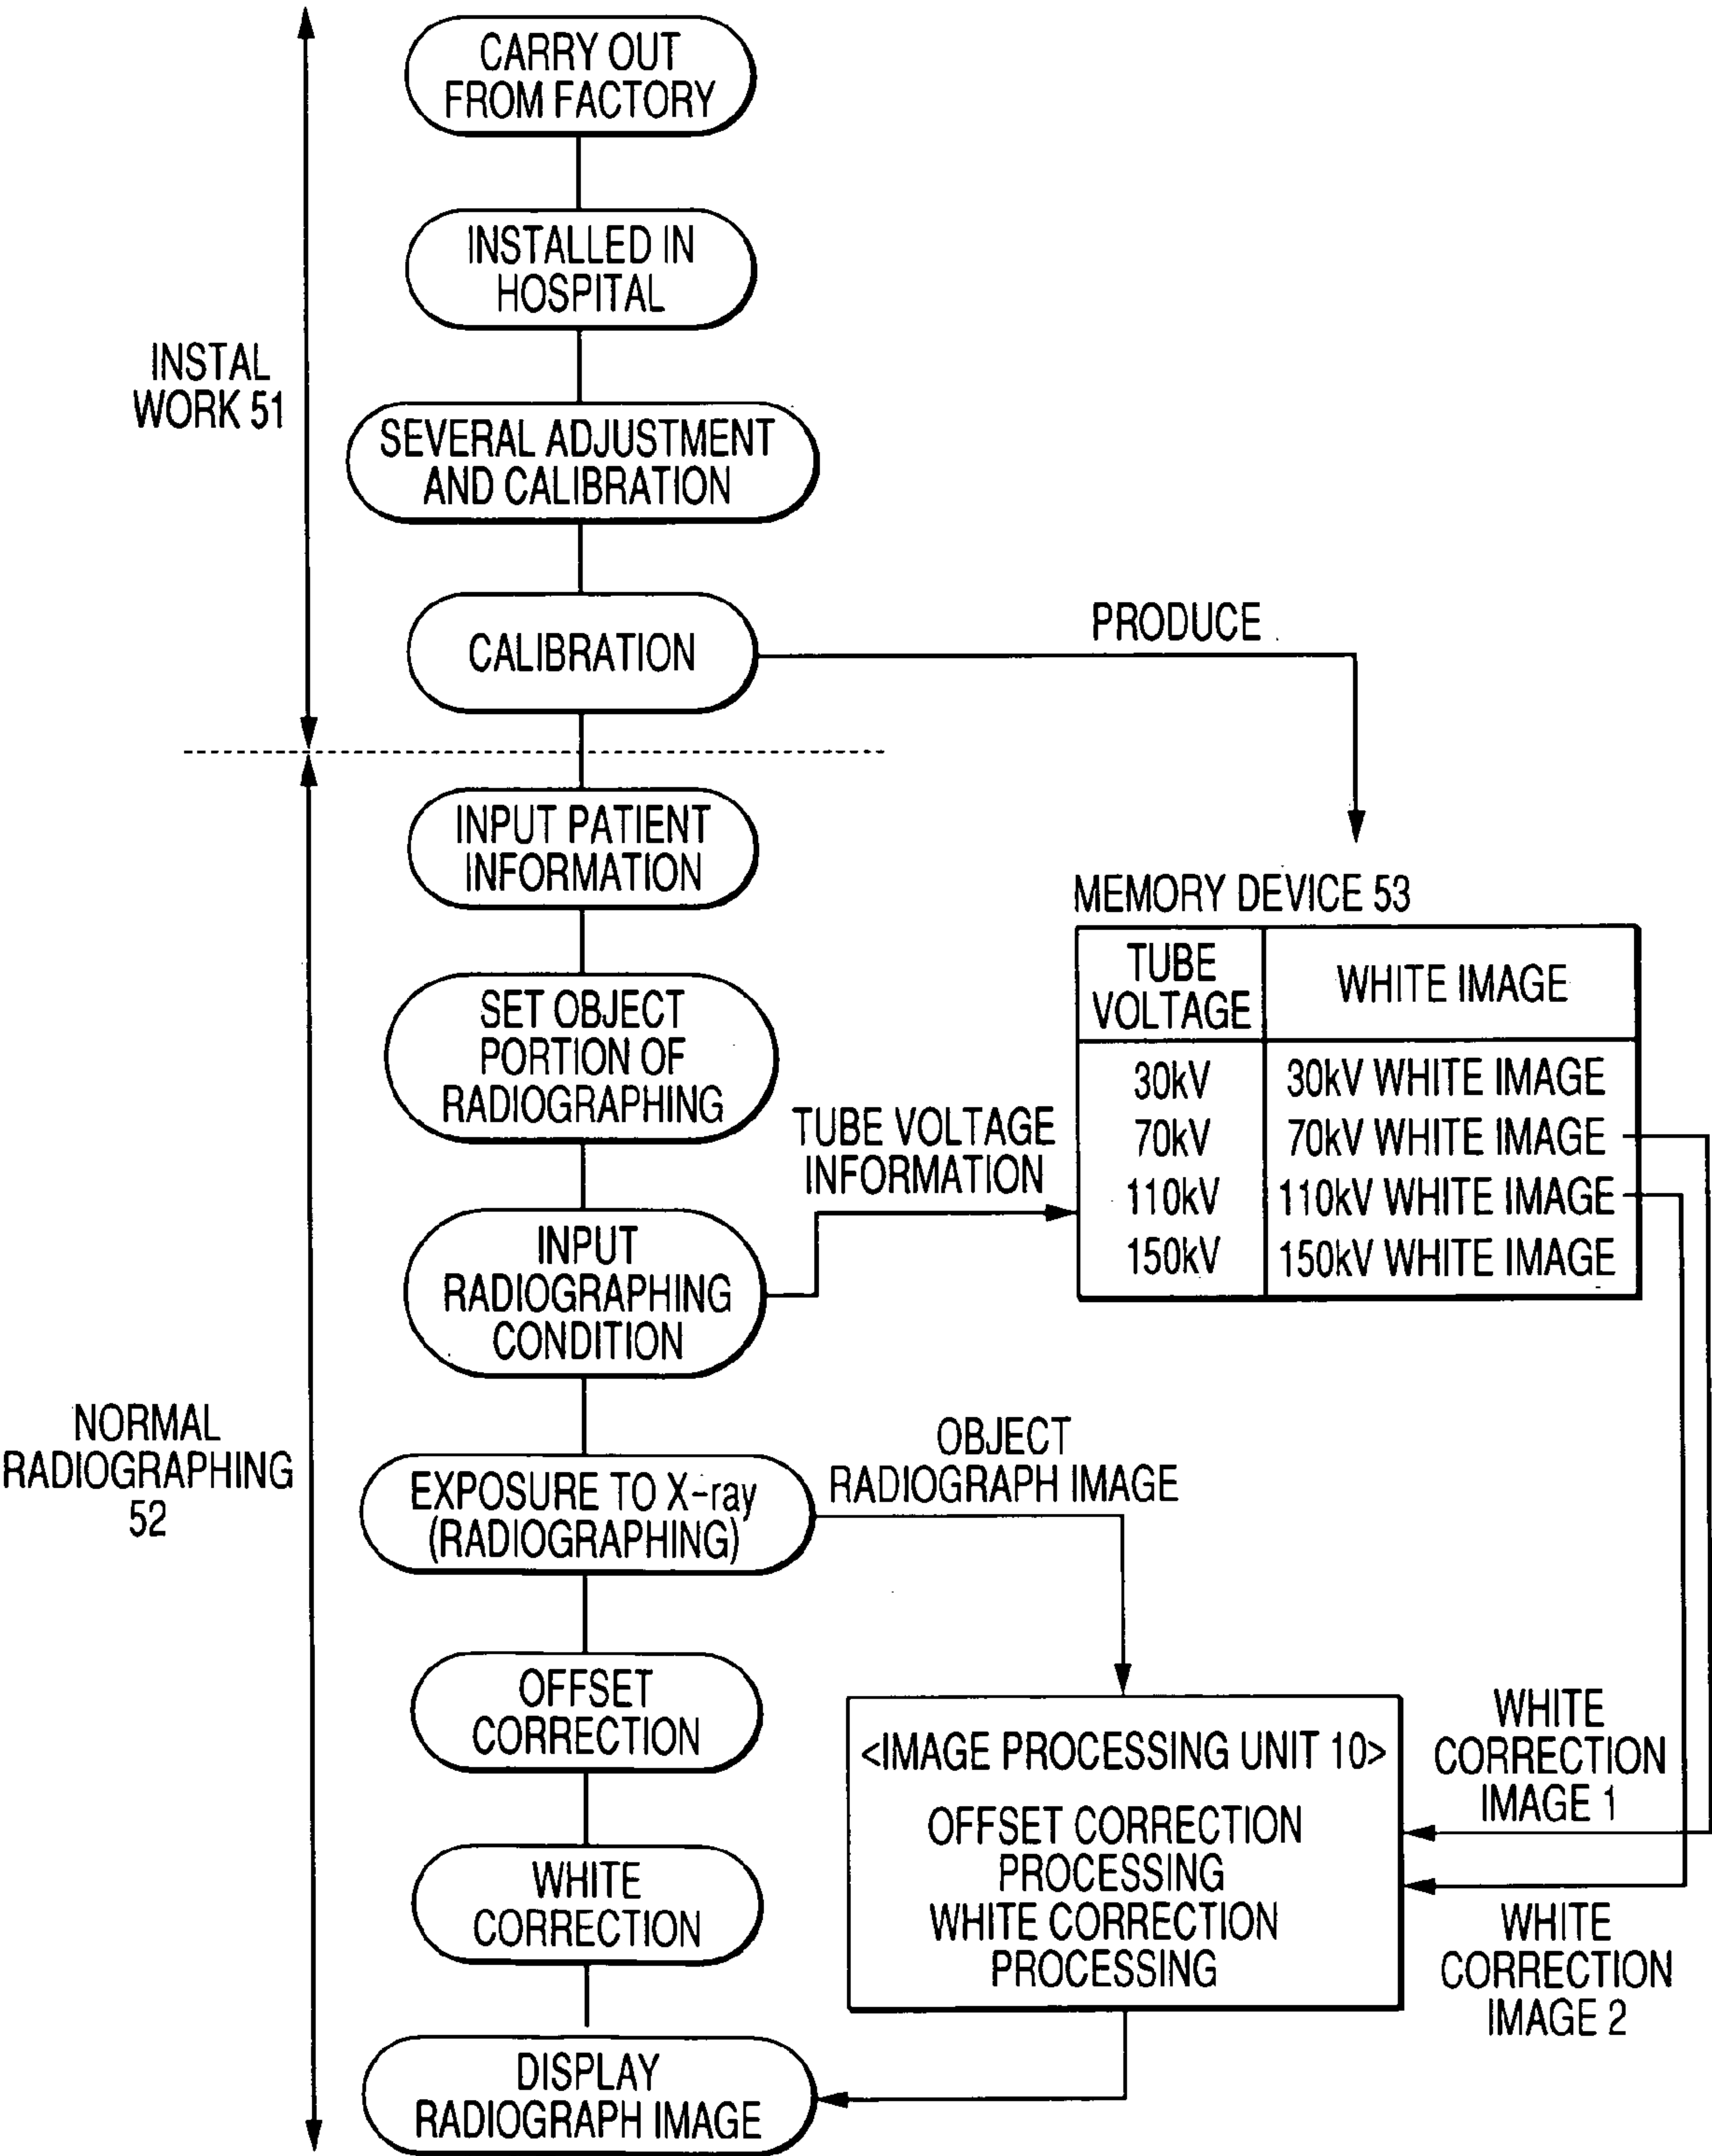 CARRY OUT
FROM FACTORY
INSTALLED IN
HOSPITAL
INSTAL
WORK 51
SEVERAL ADJUSTMENT
AND CALIBRATION
CALIBRATION
PRODUCE
INPUT PATIENT
INFORMATION
MEMORY DEVICE 53
TUBE
VOLTAGE
WHITE IMAGE
30kV
30kV WHITE IMAGE
70kV
70kV WHITE IMAGE
110kV
110kV WHITE IMAGE
150kV
150kV WHITE IMAGE
SET OBJECT
PORTION OF
RADIOGRAPHING
TUBE VOLTAGE
INFORMATION
INPUT
RADIOGRAPHING
CONDITION
NORMAL
RADIOGRAPHING
52
EXPOSURE TO X-ray
(RADIOGRAPHING)
OBJECT
RADIOGRAPH IMAGE
OFFSET
CORRECTION
<IMAGE PROCESSING UNIT 10>
OFFSET CORRECTION
PROCESSING
WHITE CORRECTION
PROCESSING
WHITE
CORRECTION
IMAGE 1
WHITE
CORRECTION
IMAGE 2
WHITE
CORRECTION
DISPLAY
RADIOGRAPH IMAGE